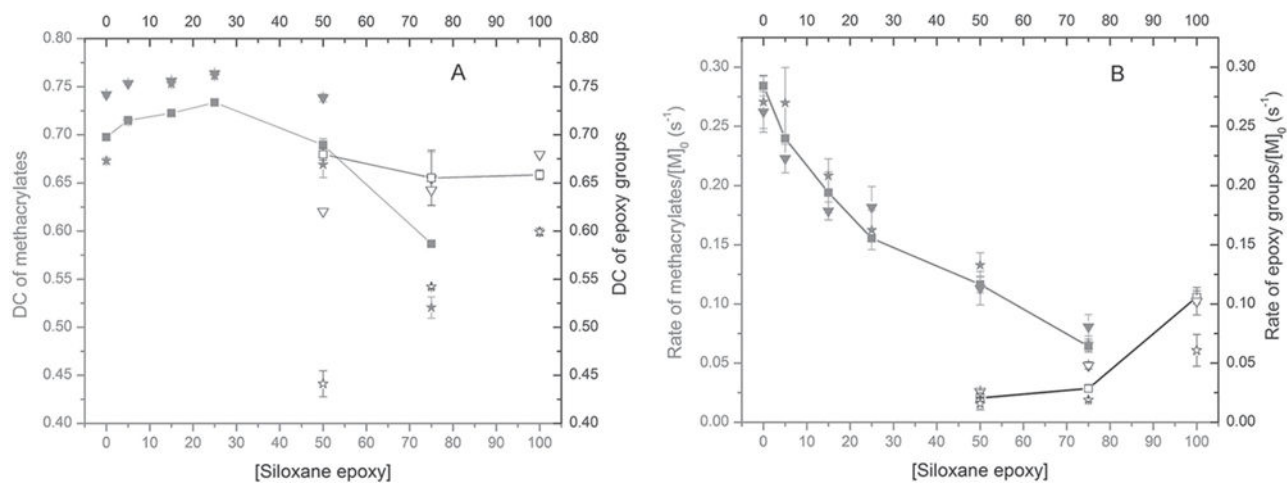 0 10 20 30 40 50 60 70 80 90 100
0.80
0.75
0.70
0.65
0.60
0.55
0.50
0.45
0.40
DC of methacrylates
A
0.80
0.75
0.70
0.65
0.60
0.55
0.50
0.45
0.40
DC of epoxy groups
0 10 20 30 40 50 60 70 80 90 100
[Siloxane epoxy]
0 10 20 30 40 50 60 70 80 90 100
0.30
0.25
0.20
0.15
0.10
0.05
0.00
Rate of methacrylates/[M]₀ (s⁻¹)
B
0.30
0.25
0.20
0.15
0.10
0.05
0.00
Rate of epoxy groups/[M]₀ (s⁻¹)
0 10 20 30 40 50 60 70 80 90 100
[Siloxane epoxy]